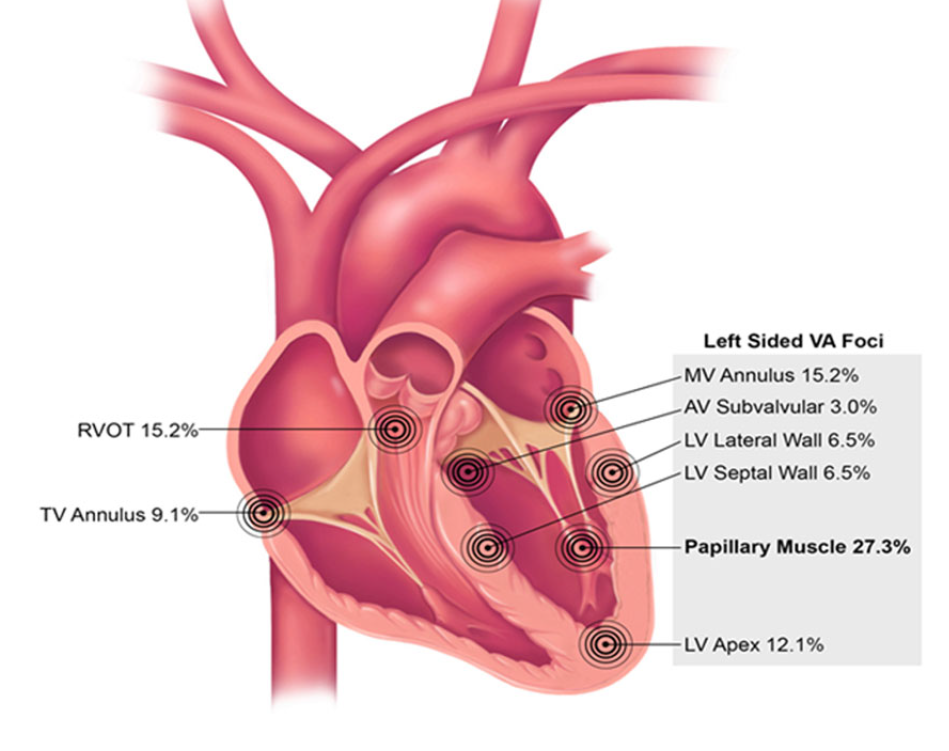 Left Sided VA Foci
MV Annulus 15.2%
AV Subvalvular 3.0%
RVOT 15.2%
LV Lateral Wall 6.5%
LV Septal Wall 6.5%
TV Annulus 9.1%
Papillary Muscle 27.3%
LV Apex 12.1%